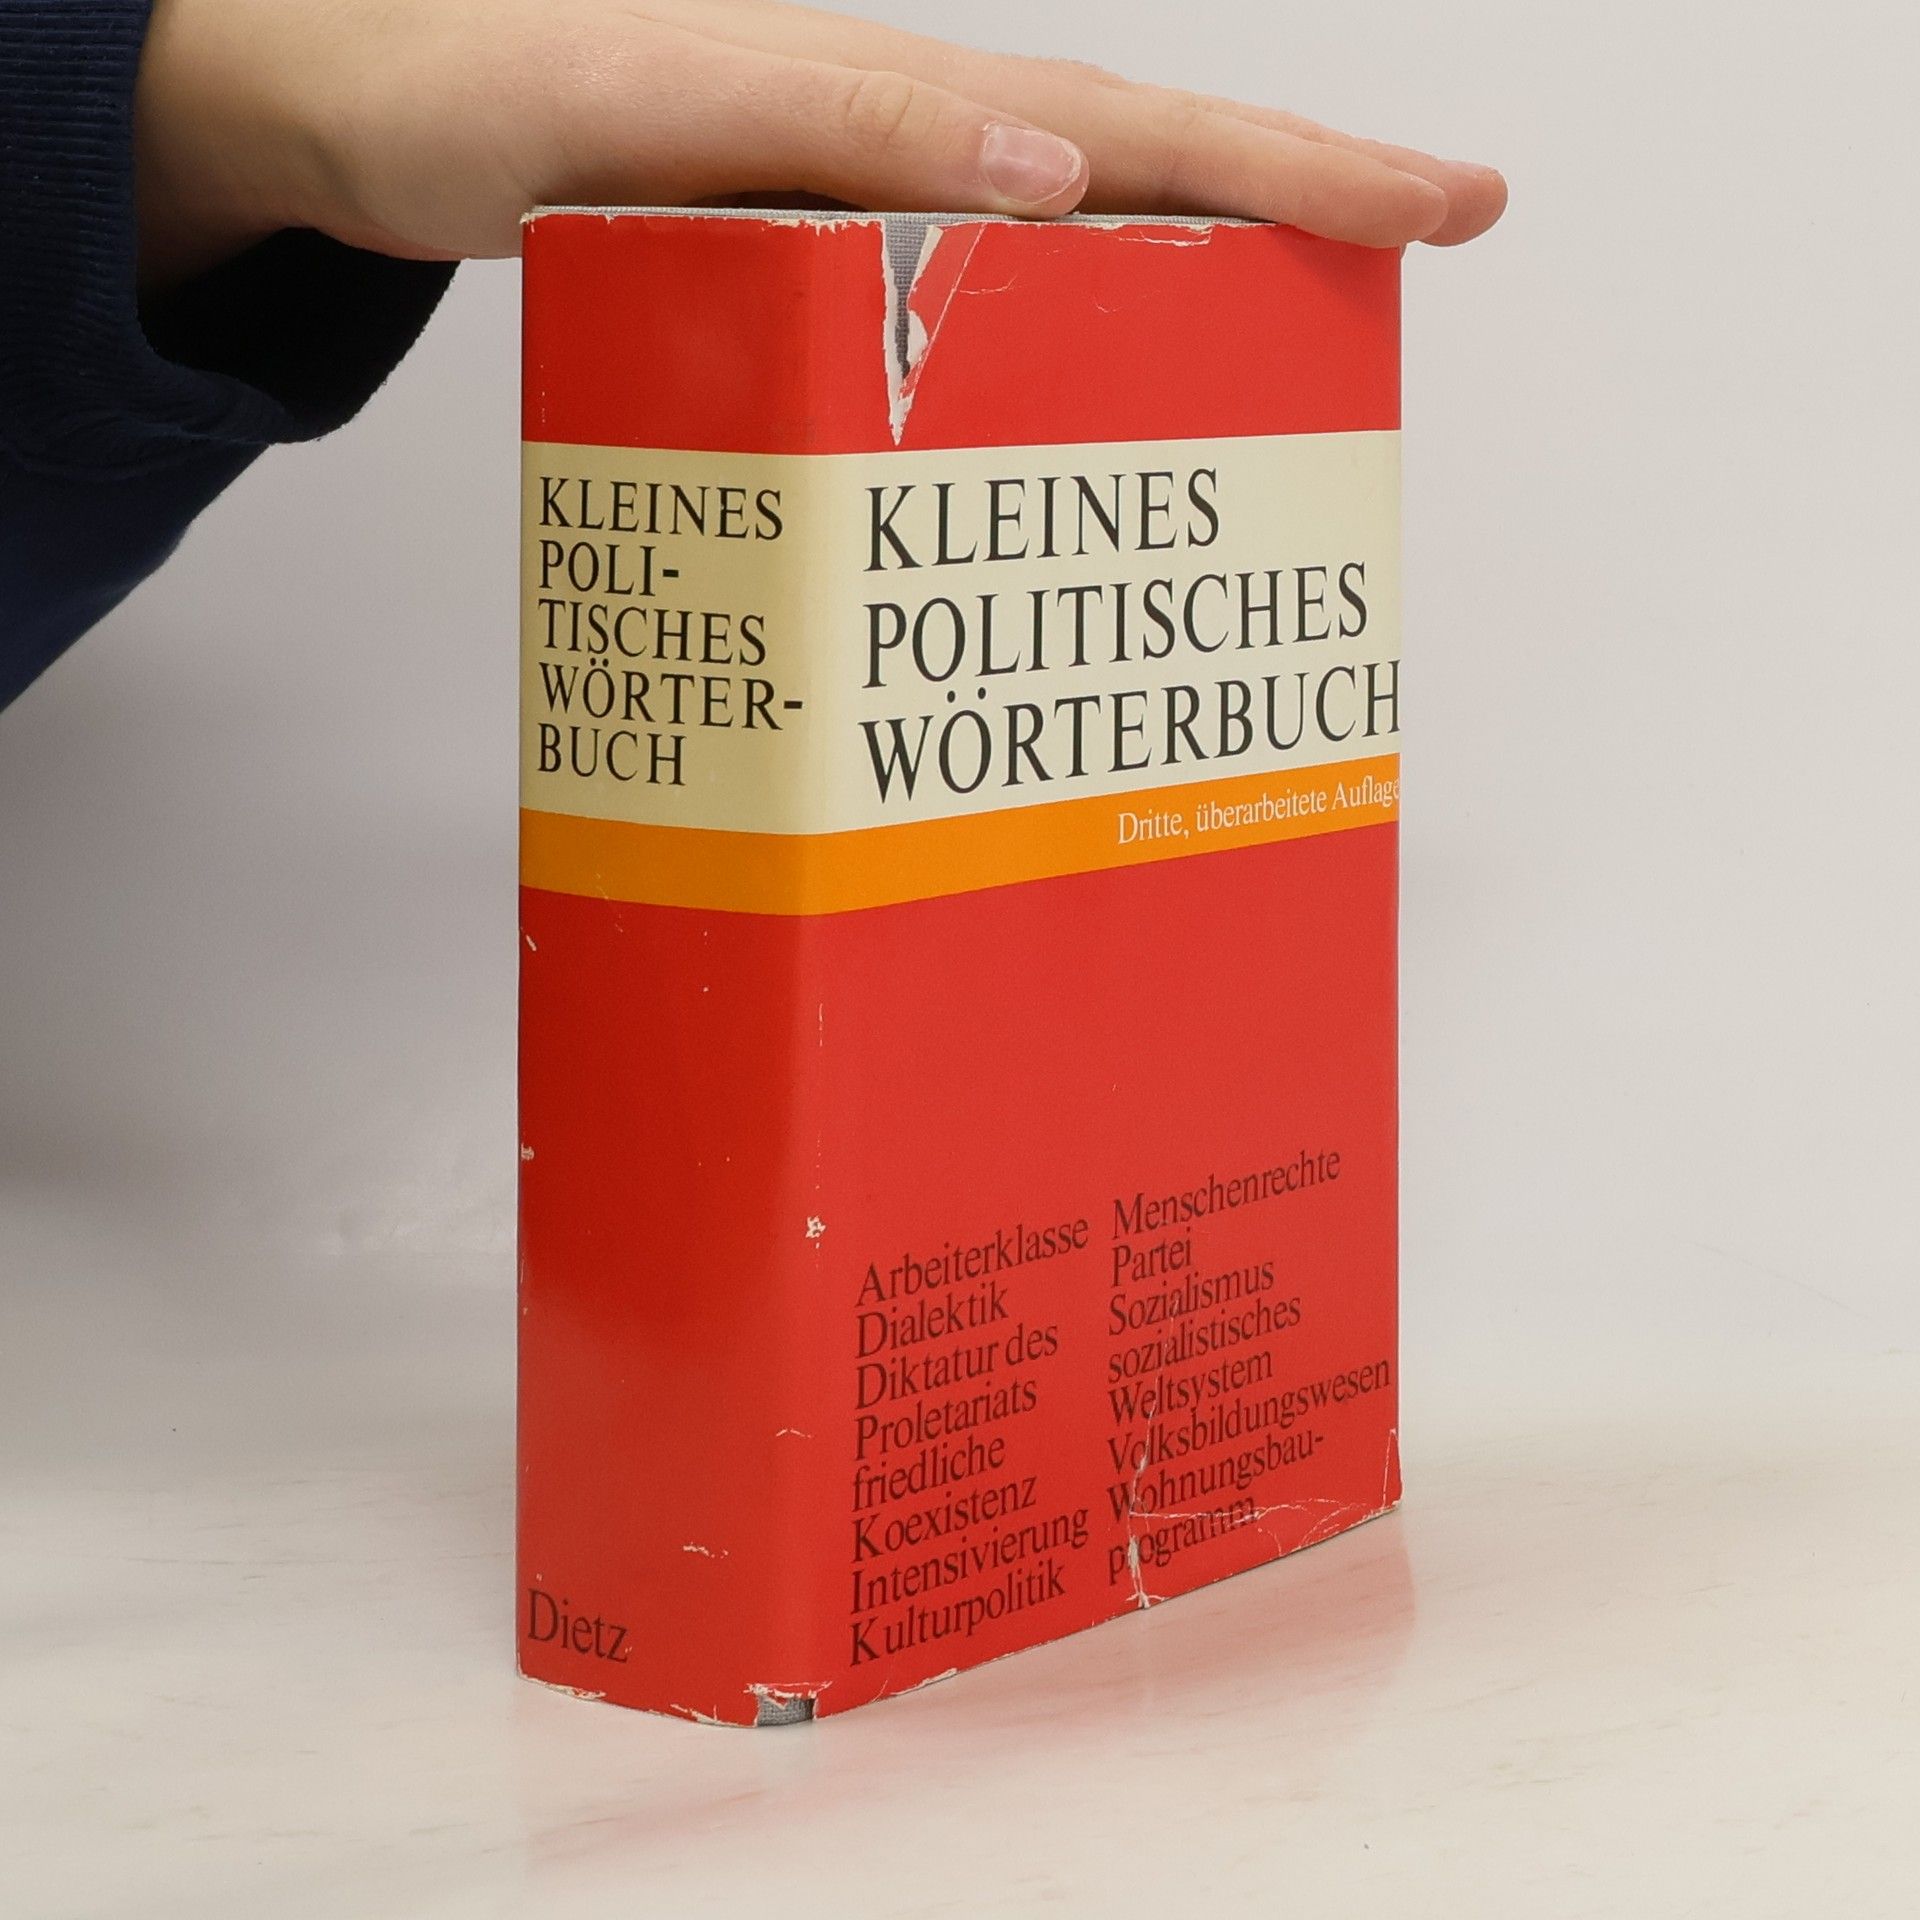 KLEINES
POLI-
TISCHES
WÖRTER-
BUCH
Dietz
KLEINES
POLITISCHES
WÖRTERBUCH
Dritte, überarbeitete Auflage
Arbeiterklasse
Dialektik
Diktatur des
Proletariats
friedliche
Koexistenz
Intensivierung
Kulturpolitik
Menschenrechte
Partei
Sozialismus
sozialistisches
Weltsystem
Volksbildungswesen
Wohnungsbau-
programm